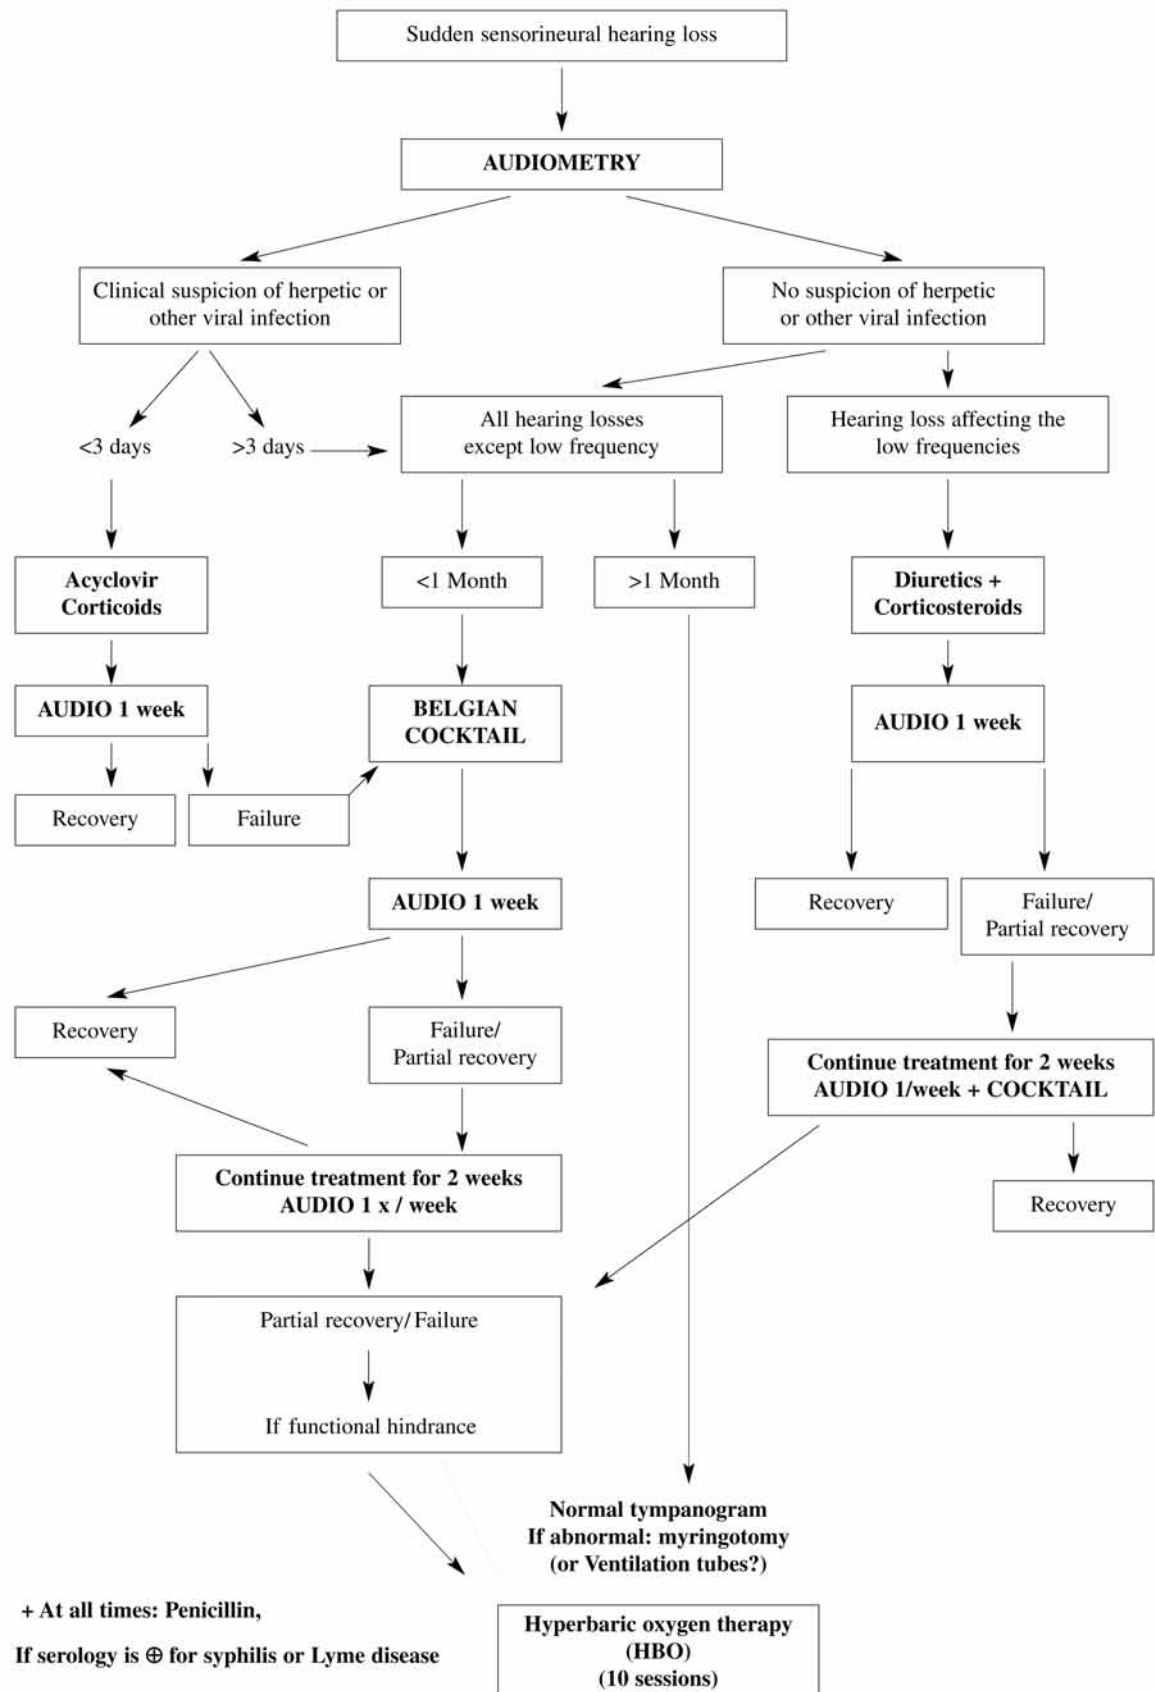 Sudden sensorineural hearing loss
AUDIOMETRY
Clinical suspicion of herpetic or
other viral infection
No suspicion of herpetic
or other viral infection
<3 days
>3 days
All hearing losses
except low frequency
Hearing loss affecting the
low frequencies
Acyclovir
Corticoids
<1 Month
>1 Month
Diuretics +
Corticosteroids
AUDIO 1 week
BELGIAN
COCKTAIL
AUDIO 1 week
Recovery
Failure
AUDIO 1 week
Recovery
Failure/
Partial recovery
Recovery
Failure/
Partial recovery
Continue treatment for 2 weeks
AUDIO 1/week + COCKTAIL
Continue treatment for 2 weeks
AUDIO 1 x / week
Recovery
Partial recovery/ Failure
If functional hindrance
Normal tympanogram
If abnormal: myringotomy
(or Ventilation tubes?)
+ At all times: Penicillin,
If serology is ⊕ for syphilis or Lyme disease
Hyperbaric oxygen therapy
(HBO)
(10 sessions)